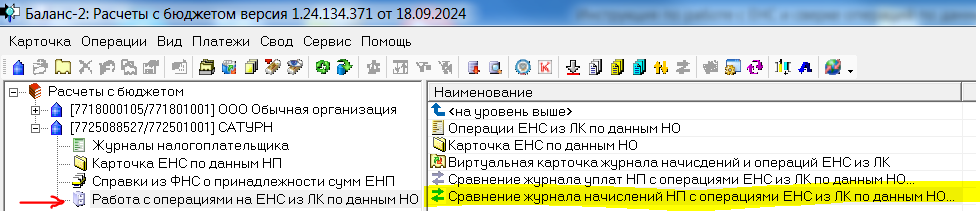 Баланс-2: Расчеты с бюджетом версия 1.24.134.371 от 18.09.2024
Карточка Операции Вид Платежи Свод Сервис Помощь
Расчеты с бюджетом
[7718000105/771801001] ООО Обычная организация
[7725088527/772501001] САТУРН
Журналы налогоплательщика
Карточка ЕНС по данным НП
Справки из ФНС о принадлежности сумм ЕНП
Работа с операциями на ЕНС из ЛК по данным НО
Наименование
<на уровень выше>
Операции ЕНС из ЛК по данным НО
Карточка ЕНС по данным НО
Виртуальная карточка журнала начисдений и операций ЕНС из ЛК
Сравнение журнала уплат НП с операциями ЕНС из ЛК по данным НО...
Сравнение журнала начислений НП с операциями ЕНС из ЛК по данным НО...